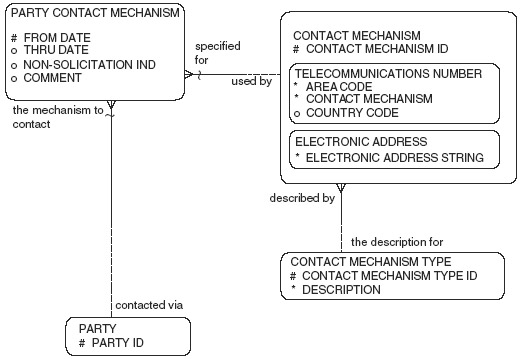 PARTY CONTACT MECHANISM
# FROM DATE
o THRU DATE
o NON-SOLICITATION IND
o COMMENT
specified
for
used by
CONTACT MECHANISM
# CONTACT MECHANISM ID
TELECOMMUNICATIONS NUMBER
* AREA CODE
* CONTACT MECHANISM
o COUNTRY CODE
ELECTRONIC ADDRESS
* ELECTRONIC ADDRESS STRING
the mechanism to
contact
described by
the description for
CONTACT MECHANISM TYPE
# CONTACT MECHANISM TYPE ID
* DESCRIPTION
contacted via
PARTY
# PARTY ID